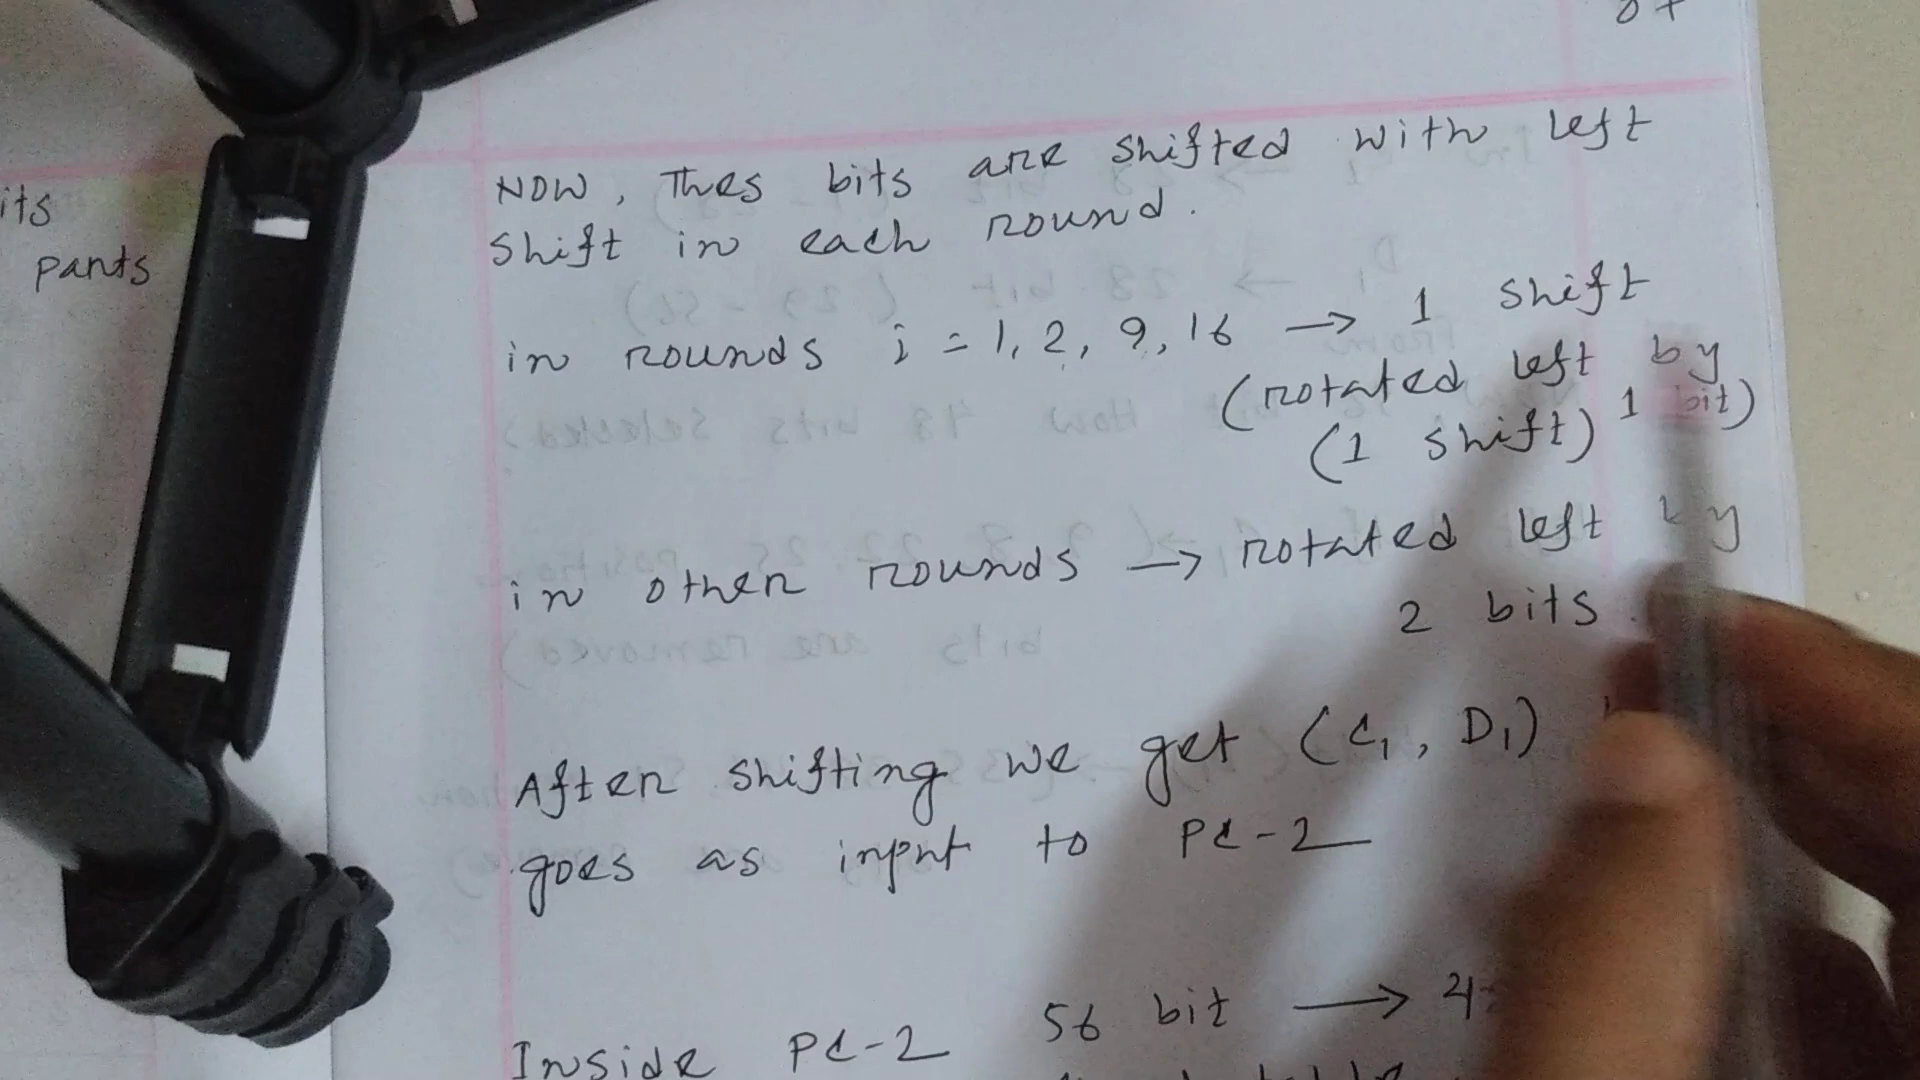 its
pants
NOW, Thes bits are shifted with left
shift in each round.
in rounds i = 1, 2, 9, 16 → 1 shift
(rotated left by
1 bit)
(1 shift)
in other rounds → rotated left by
2 bits.
After shifting we get (C1, D1)
goes as input to PC-2
Inside PC-2 56 bit →